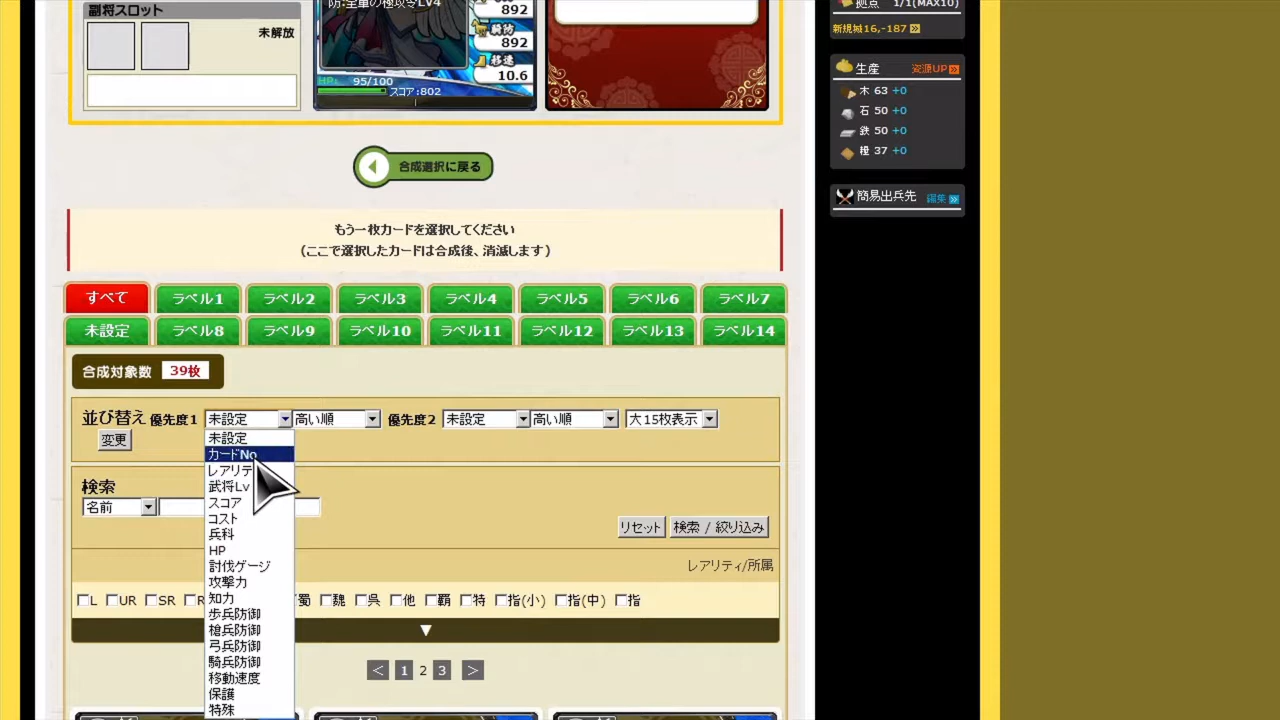 副将スロット
未解放
防:全軍の極攻令LV4
892
騎防
892
移速
10.6
HP: 95/100
スコア:802
拠点 1/1(MAX10)
新規城16,-187
生産 資源UP
木 63 +0
石 50 +0
鉄 50 +0
糧 37 +0
簡易出兵先 編集
合成選択に戻る
もう一枚カードを選択してください
(ここで選択したカードは合成後、消滅します)
すべて ラベル1 ラベル2 ラベル3 ラベル4 ラベル5 ラベル6 ラベル7
未設定 ラベル8 ラベル9 ラベル10 ラベル11 ラベル12 ラベル13 ラベル14
合成対象数 39枚
並び替え 優先度1 未設定 高い順 優先度2 未設定 高い順 大15枚表示
変更
未設定
カードNo
レアリテ
武将Lv
スコア
コスト
兵科
HP
討伐ゲージ
攻撃力
知力
歩兵防御
槍兵防御
弓兵防御
騎兵防御
移動速度
保護
特殊
検索
名前
リセット 検索 / 絞り込み
レアリティ/所属
L UR SR R 蜀 魏 呉 他 覇 特 指(小) 指(中) 指
▼
< 1 2 3 >